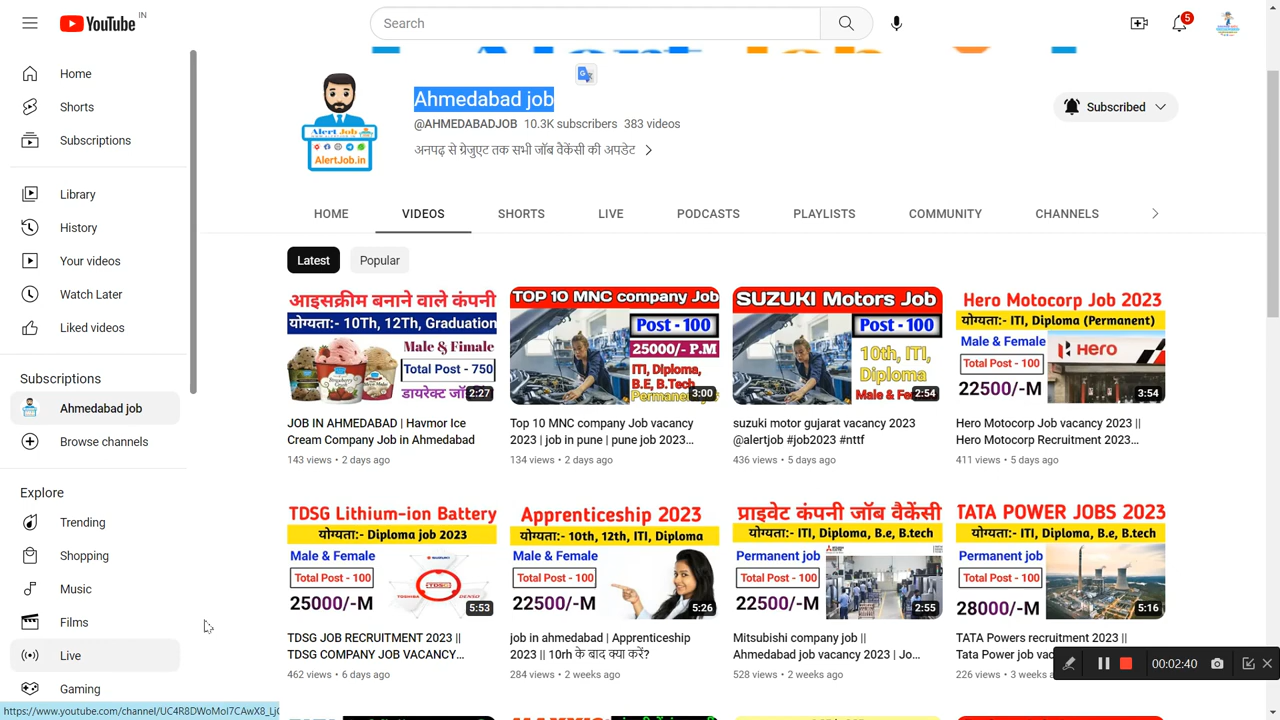 YouTube IN
Search
5
Home
Shorts
Subscriptions
Library
History
Your videos
Watch Later
Liked videos
Subscriptions
Ahmedabad job
Browse channels
Explore
Trending
Shopping
Music
Films
Live
Gaming
Alert Job
AlertJob.in
Ahmedabad job
@AHMEDABADJOB 10.3K subscribers 383 videos
अनपढ़ से ग्रेजुएट तक सभी जॉब वैकेंसी की अपडेट
Subscribed
HOME VIDEOS SHORTS LIVE PODCASTS PLAYLISTS COMMUNITY CHANNELS
Latest Popular
आइसक्रीम बनाने वाले कंपनी
योग्यता:- 10Th, 12Th, Graduation
Male & Fimale
Total Post - 750
डायरेक्ट
2:27
JOB IN AHMEDABAD | Havmor Ice
Cream Company Job in Ahmedabad
143 views • 2 days ago
TOP 10 MNC company Job
Post - 100
25000/- P.M
ITI, Diploma,
B.E, B.Tech
3:00
Top 10 MNC company Job vacancy
2023 | job in pune | pune job 2023...
134 views • 2 days ago
SUZUKI Motors Job
Post - 100
10th, ITI,
Diploma
2:54
suzuki motor gujarat vacancy 2023
@alertjob #job2023 #nttf
436 views • 5 days ago
Hero Motocorp Job 2023
योग्यता:- ITI, Diploma (Permanent)
Male & Female
Total Post - 100
22500/-M
Hero
3:54
Hero Motocorp Job vacancy 2023 ||
Hero Motocorp Recruitment 2023...
411 views • 5 days ago
TDSG Lithium-ion Battery
योग्यता:- Diploma job 2023
Male & Female
Total Post - 100
25000/-M
SUZUKI
TDSG
TOSHIBA
DENSO
5:53
TDSG JOB RECRUITMENT 2023 ||
TDSG COMPANY JOB VACANCY...
462 views • 6 days ago
Apprenticeship 2023
योग्यता:- 10th, 12th, ITI, Diploma
Male & Female
Total Post - 100
22500/-M
5:26
job in ahmedabad | Apprenticeship
2023 || 10rh के बाद क्या करें?
284 views • 2 weeks ago
प्राइवेट कंपनी जॉब वैकेंसी
योग्यता:- ITI, Diploma, B.e, B.tech
Permanent job
Total Post - 100
22500/-M
2:55
Mitsubishi company job ||
Ahmedabad job vacancy 2023 | Jo...
528 views • 2 weeks ago
TATA POWER JOBS 2023
योग्यता:- ITI, Diploma, B.e, B.tech
Permanent job
Total Post - 100
28000/-M
5:16
TATA Powers recruitment 2023 ||
Tata Power job
226 views • 3 weeks
00:02:40